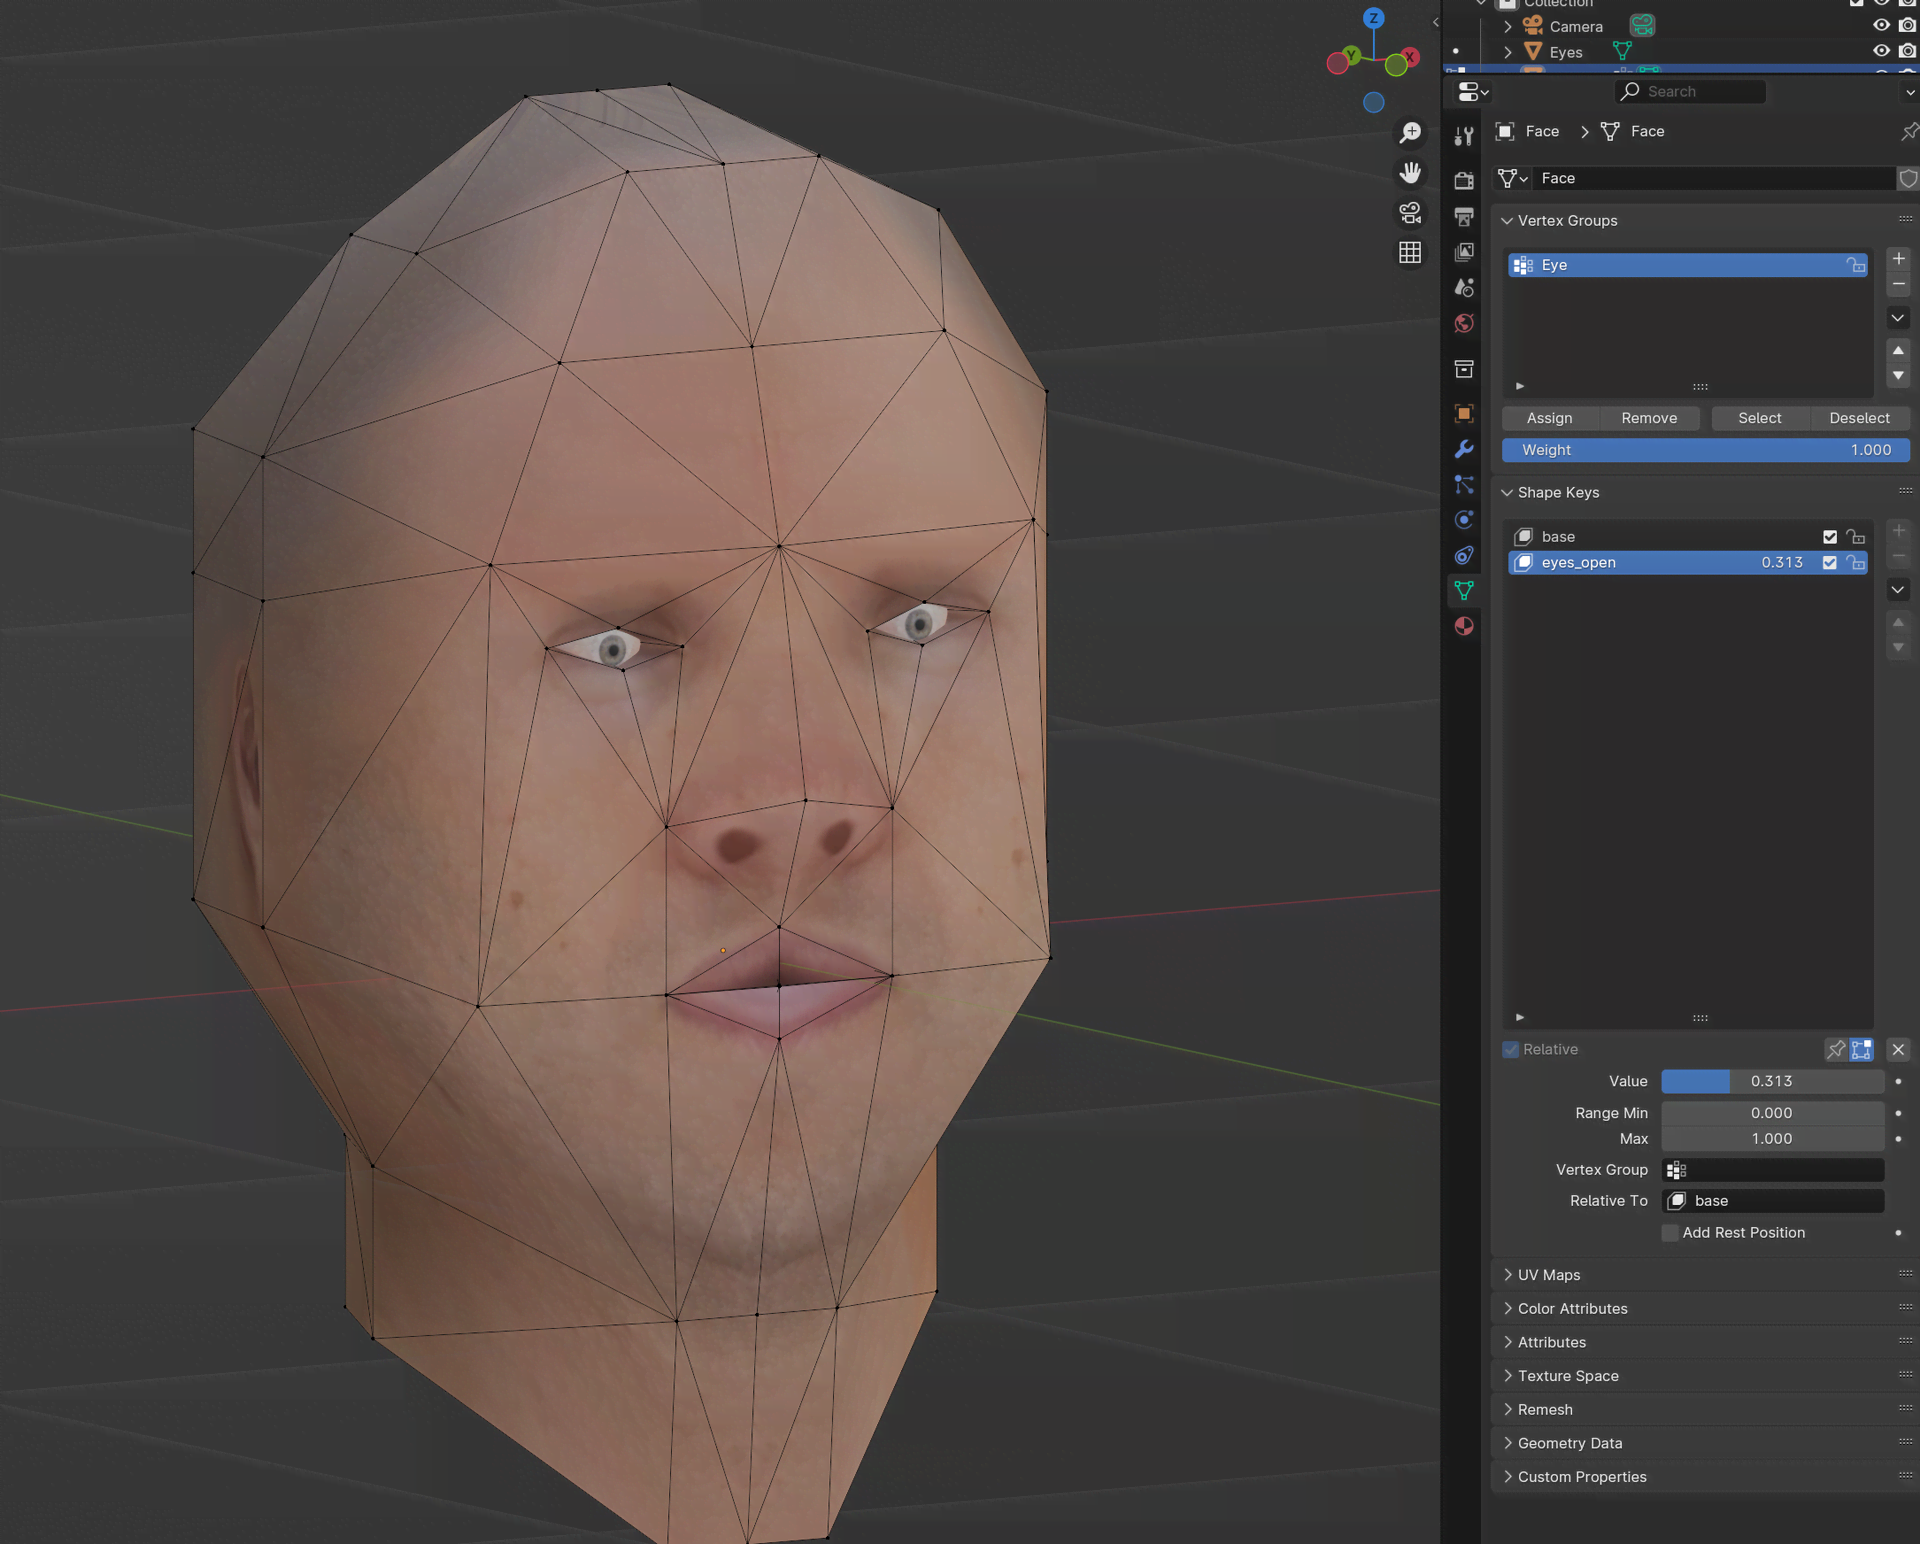 Collection
Camera
Eyes
Z
Y
X
Search
Face > Face
Face
Vertex Groups
Eye
Assign Remove Select Deselect
Weight 1.000
Shape Keys
base
eyes_open 0.313
Relative
Value 0.313
Range Min 0.000
Max 1.000
Vertex Group
Relative To base
Add Rest Position
UV Maps
Color Attributes
Attributes
Texture Space
Remesh
Geometry Data
Custom Properties